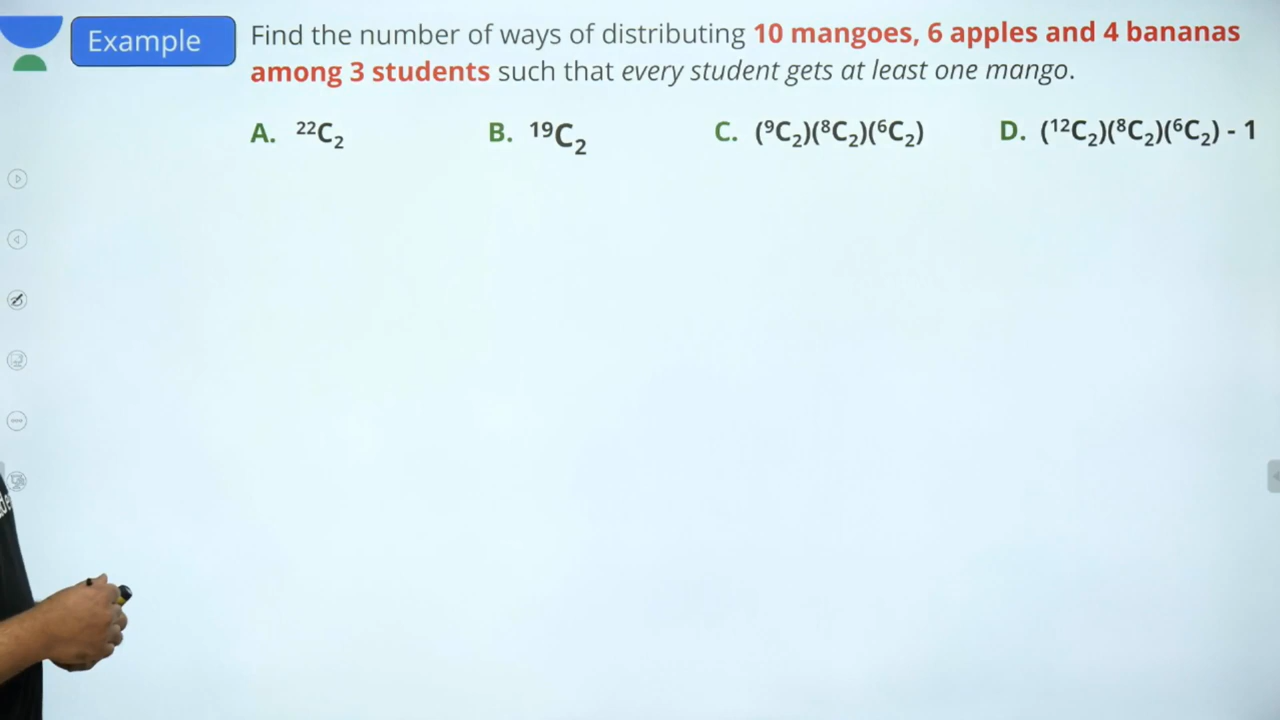 Example
Find the number of ways of distributing 10 mangoes, 6 apples and 4 bananas
among 3 students such that every student gets at least one mango.
A. ²²C₂ B. ¹⁹C₂ C. (⁹C₂)(⁸C₂)(⁶C₂) D. (¹²C₂)(⁸C₂)(⁶C₂) - 1